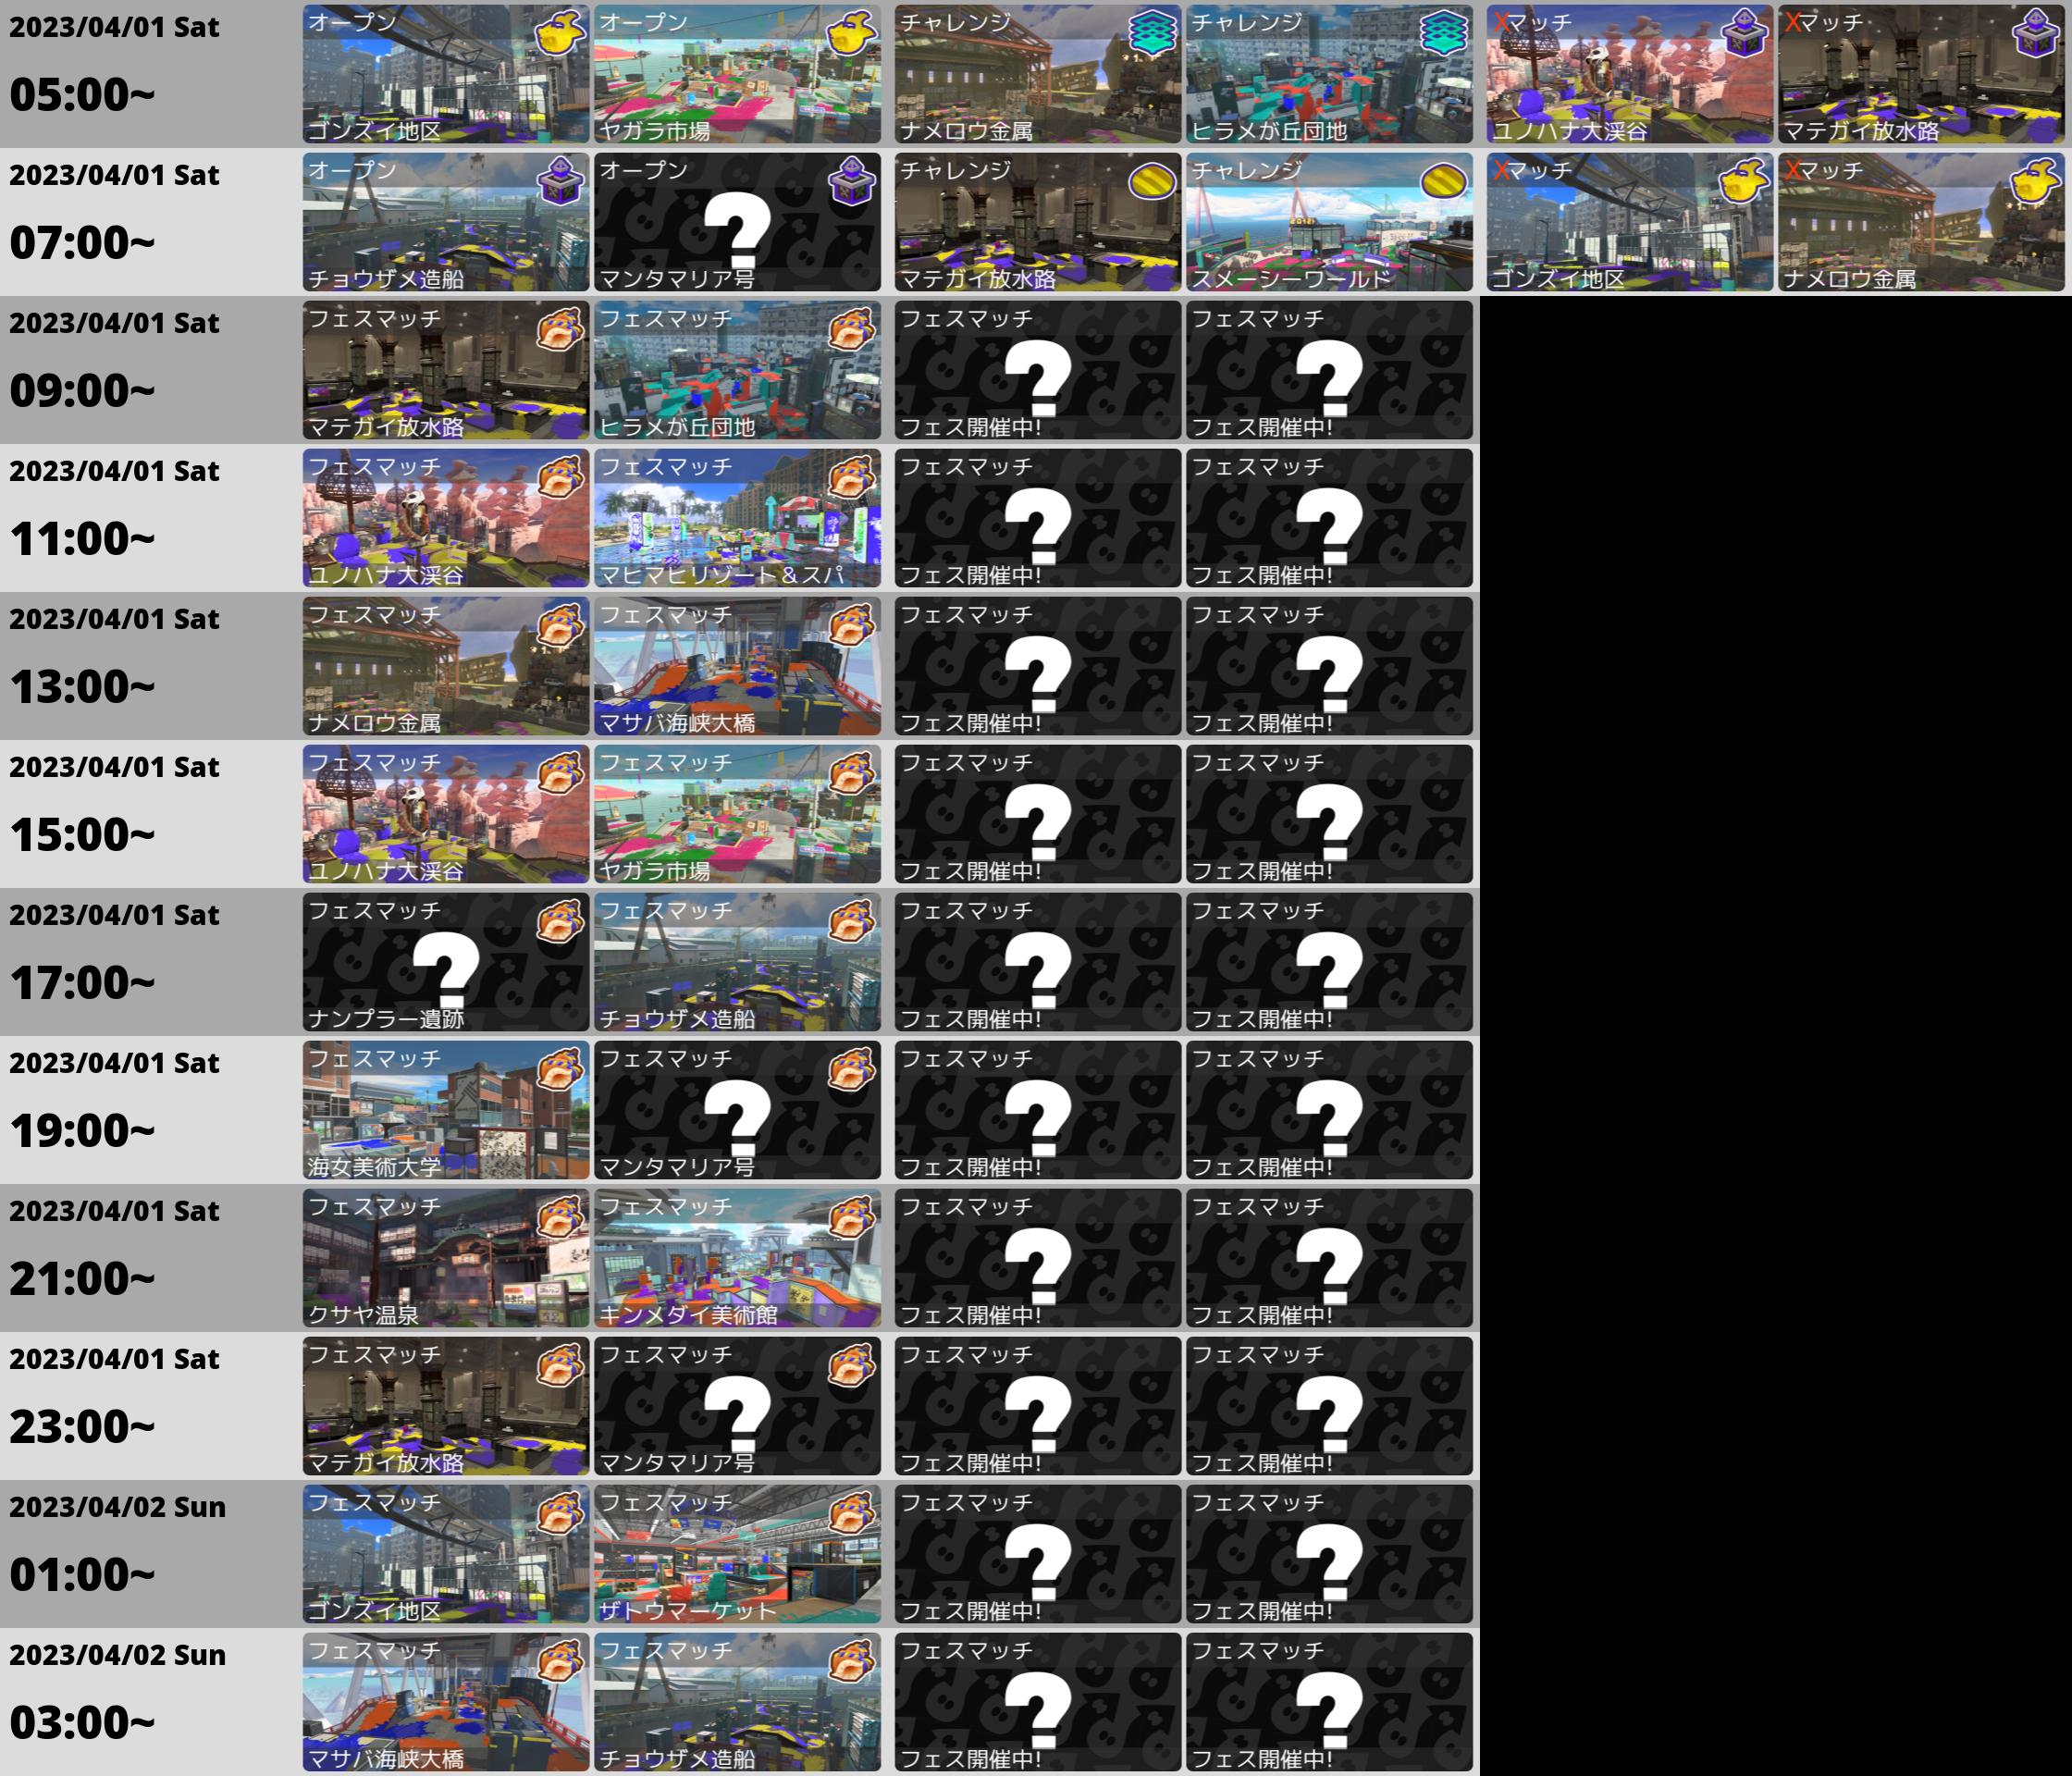 2023/04/01 Sat
05:00~
オープン
ゴンズイ地区
オープン
ヤガラ市場
チャレンジ
ナメロウ金属
チャレンジ
ヒラメが丘団地
Xマッチ
ユノハナ大渓谷
Xマッチ
マテガイ放水路
2023/04/01 Sat
07:00~
オープン
チョウザメ造船
オープン
?
マンタマリア号
チャレンジ
マテガイ放水路
チャレンジ
スメーシーワールド
Xマッチ
ゴンズイ地区
Xマッチ
ナメロウ金属
2023/04/01 Sat
09:00~
フェスマッチ
マテガイ放水路
フェスマッチ
ヒラメが丘団地
フェスマッチ
?
フェス開催中!
フェスマッチ
?
フェス開催中!
2023/04/01 Sat
11:00~
フェスマッチ
ユノハナ大渓谷
フェスマッチ
マヒマヒリゾート&スパ
フェスマッチ
?
フェス開催中!
フェスマッチ
?
フェス開催中!
2023/04/01 Sat
13:00~
フェスマッチ
ナメロウ金属
フェスマッチ
マサバ海峡大橋
フェスマッチ
?
フェス開催中!
フェスマッチ
?
フェス開催中!
2023/04/01 Sat
15:00~
フェスマッチ
ユノハナ大渓谷
フェスマッチ
ヤガラ市場
フェスマッチ
?
フェス開催中!
フェスマッチ
?
フェス開催中!
2023/04/01 Sat
17:00~
フェスマッチ
?
ナンプラー遺跡
フェスマッチ
チョウザメ造船
フェスマッチ
?
フェス開催中!
フェスマッチ
?
フェス開催中!
2023/04/01 Sat
19:00~
フェスマッチ
海女美術大学
フェスマッチ
?
マンタマリア号
フェスマッチ
?
フェス開催中!
フェスマッチ
?
フェス開催中!
2023/04/01 Sat
21:00~
フェスマッチ
クサヤ温泉
フェスマッチ
キンメダイ美術館
フェスマッチ
?
フェス開催中!
フェスマッチ
?
フェス開催中!
2023/04/01 Sat
23:00~
フェスマッチ
マテガイ放水路
フェスマッチ
?
マンタマリア号
フェスマッチ
?
フェス開催中!
フェスマッチ
?
フェス開催中!
2023/04/02 Sun
01:00~
フェスマッチ
ゴンズイ地区
フェスマッチ
ザトウマーケット
フェスマッチ
?
フェス開催中!
フェスマッチ
?
フェス開催中!
2023/04/02 Sun
03:00~
フェスマッチ
マサバ海峡大橋
フェスマッチ
チョウザメ造船
フェスマッチ
?
フェス開催中!
フェスマッチ
?
フェス開催中!